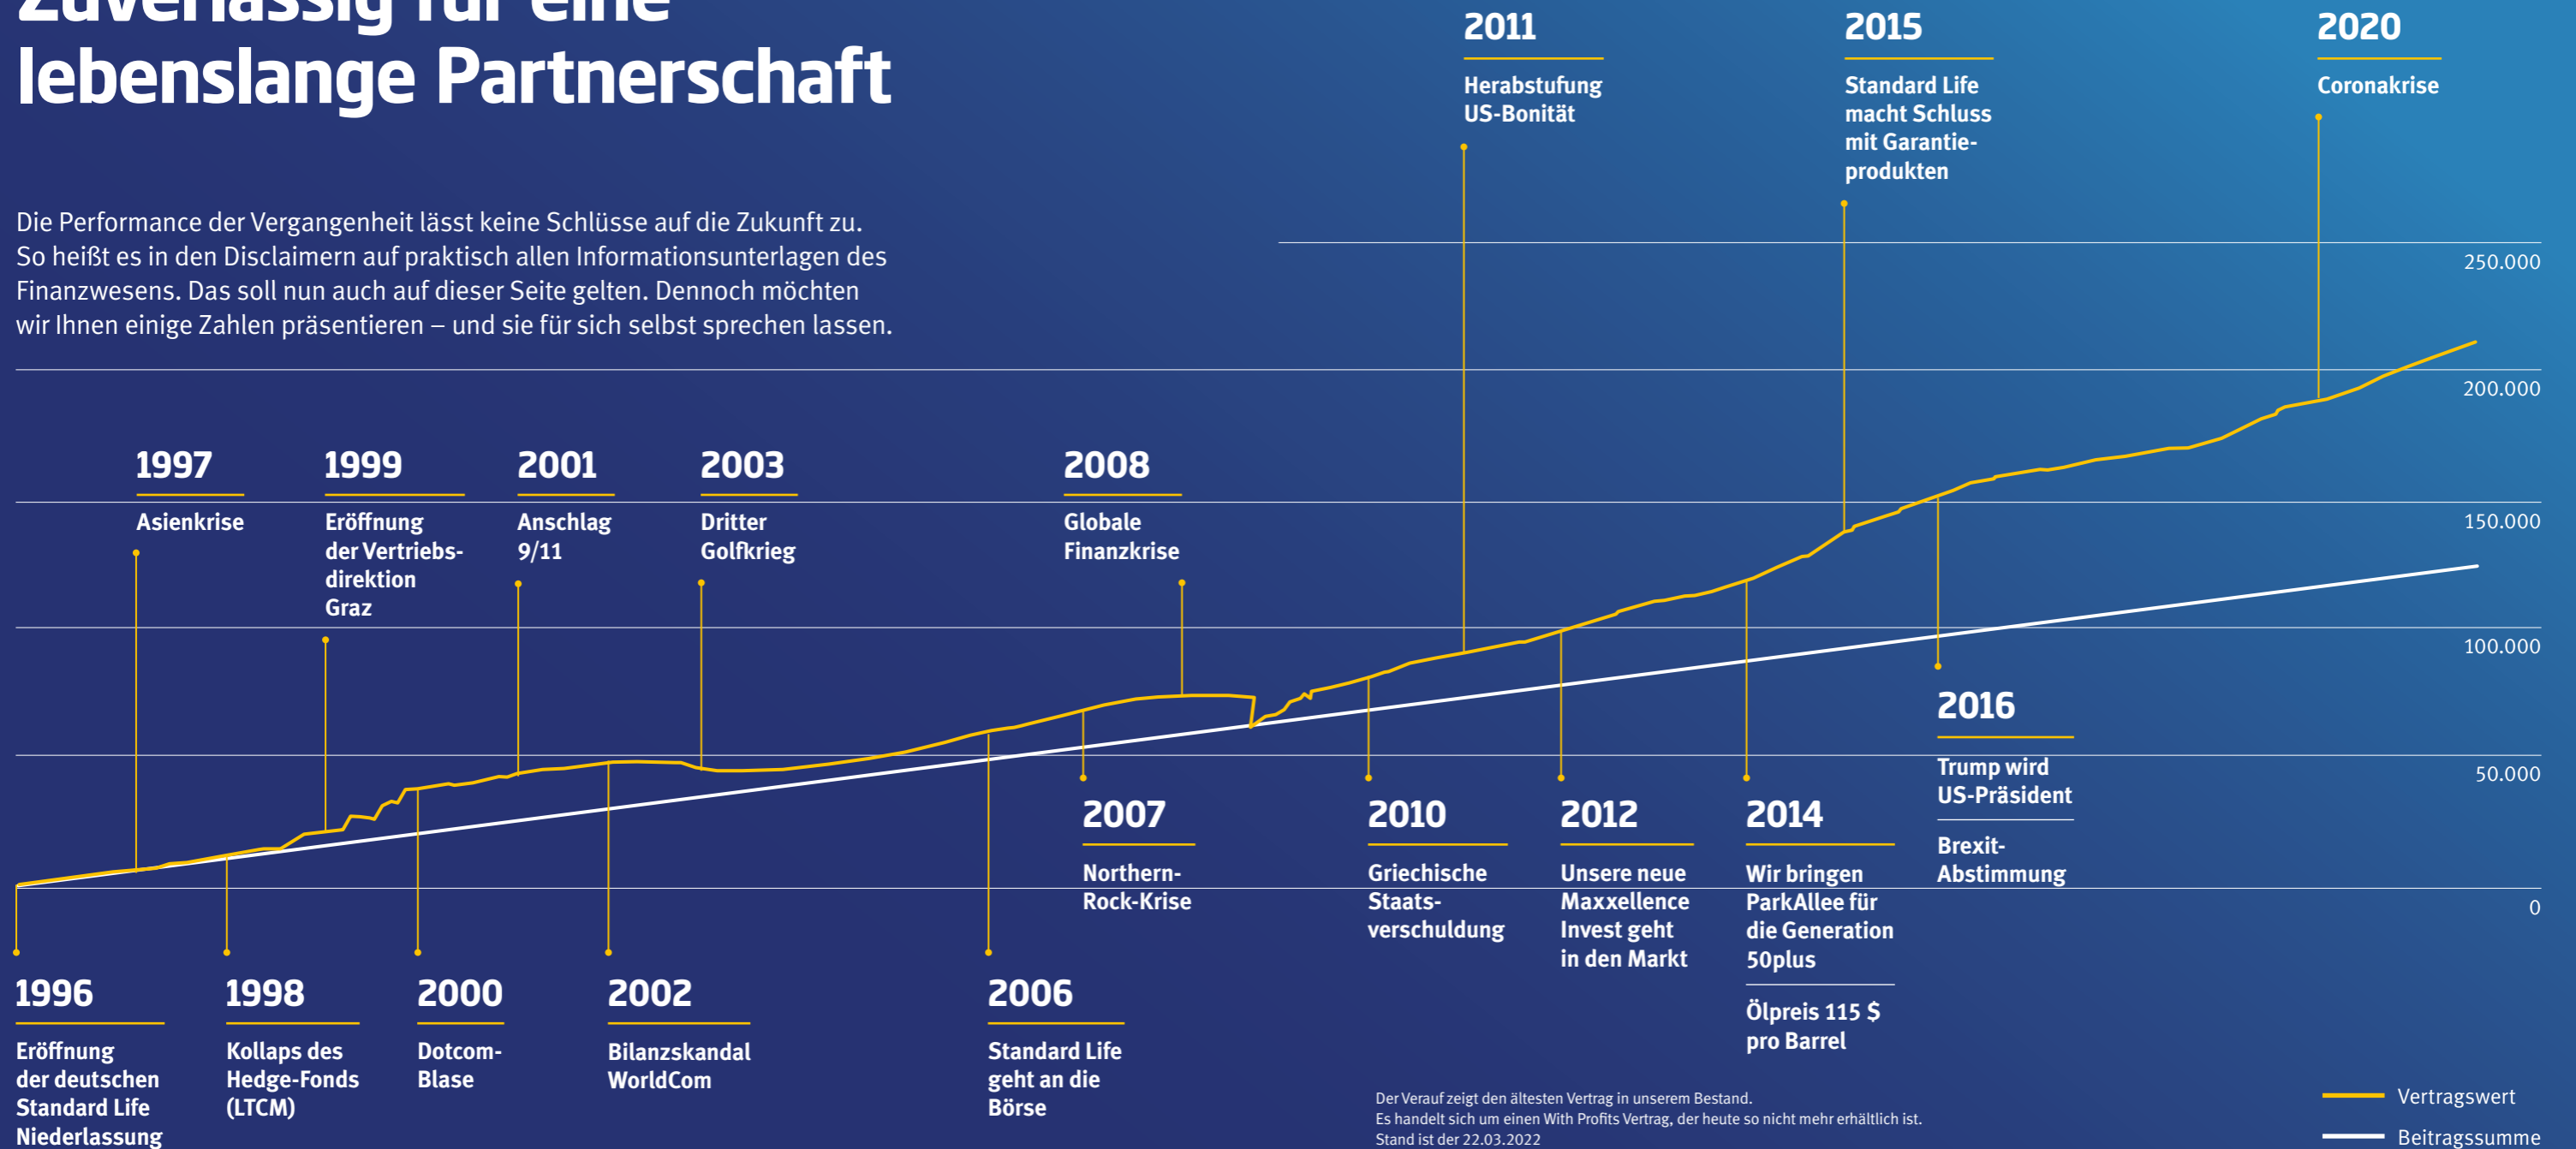 Zuverlässig für eine
lebenslange Partnerschaft
Die Performance der Vergangenheit lässt keine Schlüsse auf die Zukunft zu.
So heißt es in den Disclaimern auf praktisch allen Informationsunterlagen des
Finanzwesens. Das soll nun auch auf dieser Seite gelten. Dennoch möchten
wir Ihnen einige Zahlen präsentieren – und sie für sich selbst sprechen lassen.
2011
Herabstufung
US-Bonität
2015
Standard Life
macht Schluss
mit Garantie-
produkten
2020
Coronakrise
250.000
200.000
150.000
100.000
50.000
0
1997
Asienkrise
1999
Eröffnung
der Vertriebs-
direktion
Graz
2001
Anschlag
9/11
2003
Dritter
Golfkrieg
2008
Globale
Finanzkrise
2016
Trump wird
US-Präsident
Brexit-
Abstimmung
2007
Northern-
Rock-Krise
2010
Griechische
Staats-
verschuldung
2012
Unsere neue
Maxxellence
Invest geht
in den Markt
2014
Wir bringen
ParkAllee für
die Generation
50plus
Ölpreis 115 $
pro Barrel
1996
Eröffnung
der deutschen
Standard Life
Niederlassung
1998
Kollaps des
Hedge-Fonds
(LTCM)
2000
Dotcom-
Blase
2002
Bilanzskandal
WorldCom
2006
Standard Life
geht an die
Börse
Der Verauf zeigt den ältesten Vertrag in unserem Bestand.
Es handelt sich um einen With Profits Vertrag, der heute so nicht mehr erhältlich ist.
Stand ist der 22.03.2022
Vertragswert
Beitragssumme